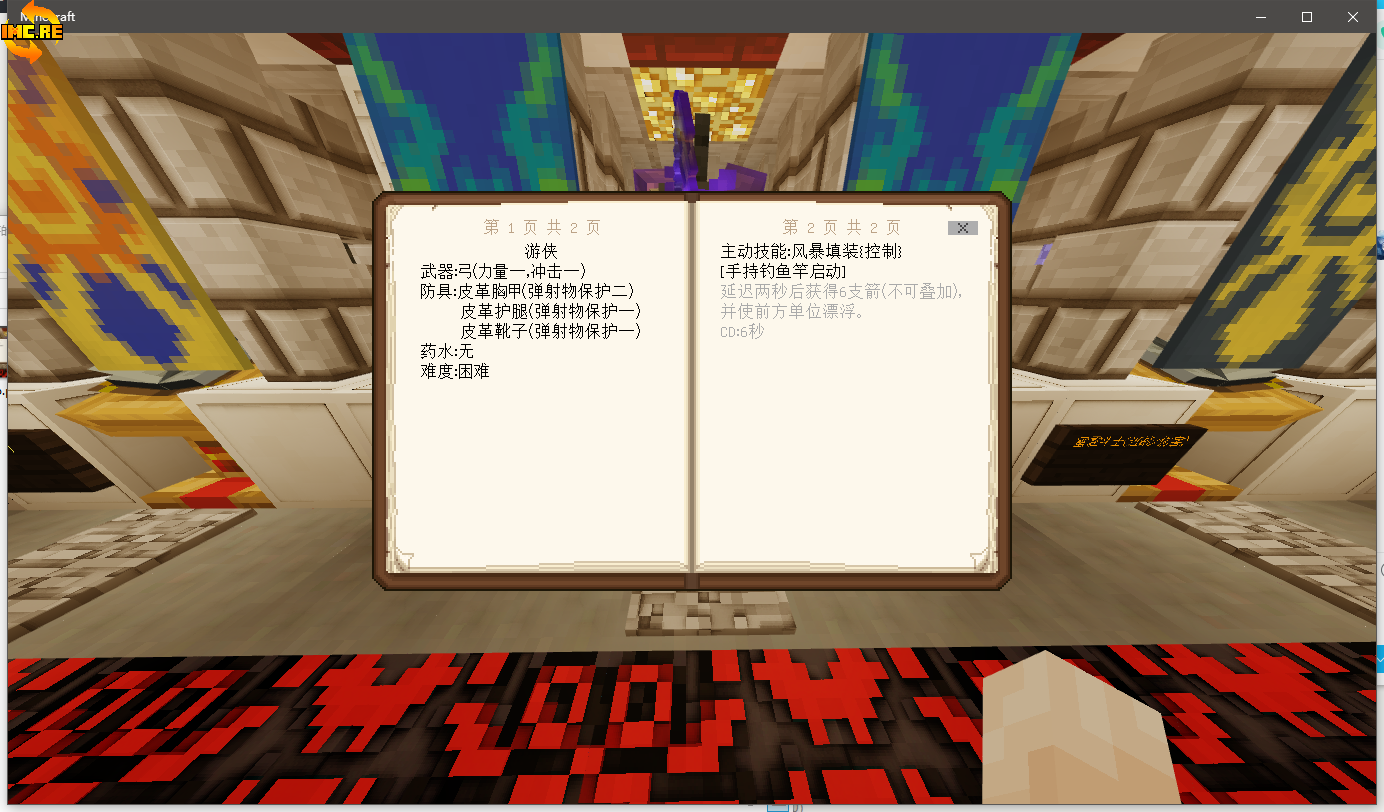 Minecraft
IMC.RE
第 1 页 共 2 页
游侠
武器:弓(力量一,冲击一)
防具:皮革胸甲(弹射物保护二)
皮革护腿(弹射物保护一)
皮革靴子(弹射物保护一)
药水:无
难度:困难
第 2 页 共 2 页
X
主动技能:风暴填装{控制}
[手持钓鱼竿启动]
延迟两秒后获得6支箭(不可叠加),
并使前方单位漂浮。
CD:6秒